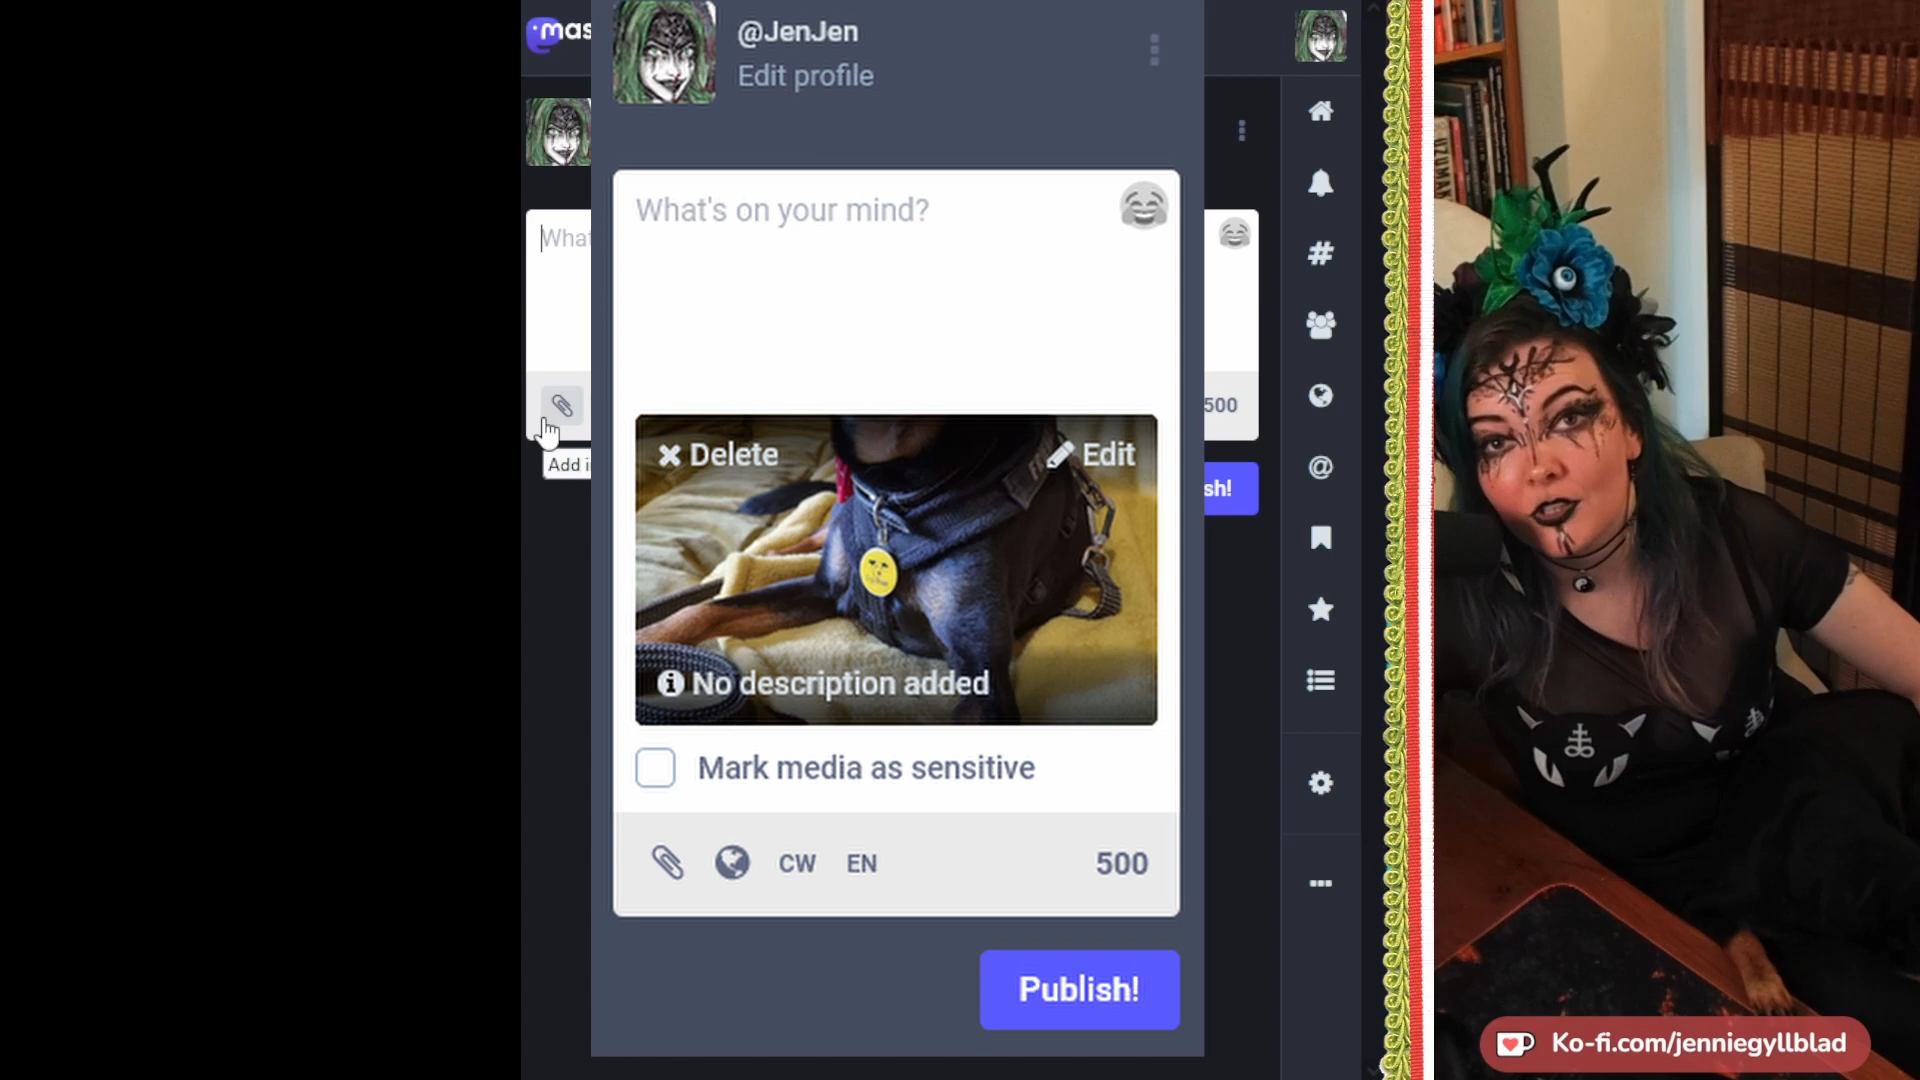 mas
@JenJen
Edit profile
What's on your mind?
What
Delete
Edit
500
Add i
sh!
No description added
Mark media as sensitive
CW
EN
500
Publish!
UZUMAK
Ko-fi.com/jenniegyllblad